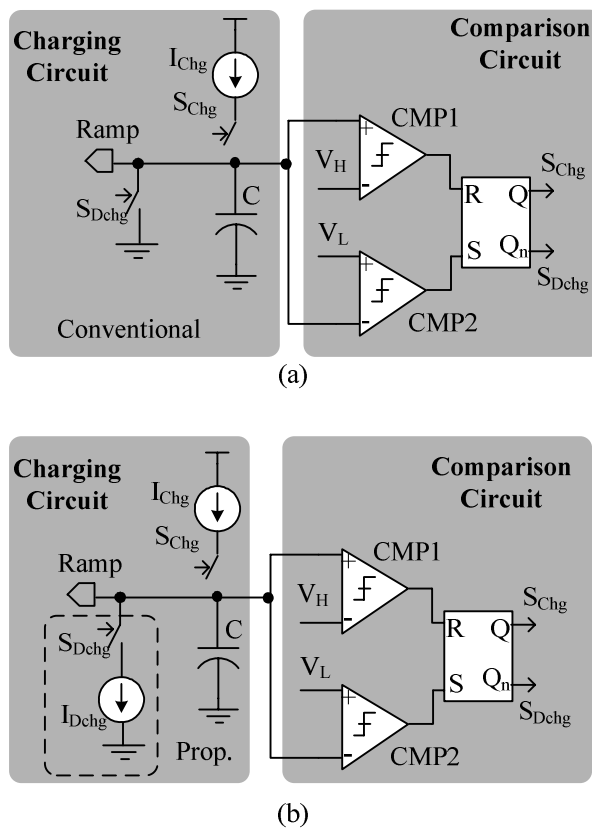 Charging
Circuit
I_Chg
S_Chg
Ramp
S_Dchg
C
Conventional
Comparison
Circuit
CMP1
+
V_H
-
V_L
+
-
CMP2
R Q
S Q_n
S_Chg
S_Dchg
(a)
Charging
Circuit
I_Chg
S_Chg
Ramp
S_Dchg
C
I_Dchg
Prop.
Comparison
Circuit
CMP1
+
V_H
-
V_L
+
-
CMP2
R Q
S Q_n
S_Chg
S_Dchg
(b)